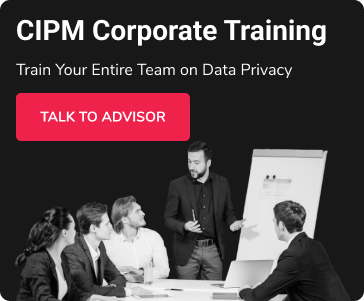 CIPM Corporate Training
Train Your Entire Team on Data Privacy
TALK TO ADVISOR